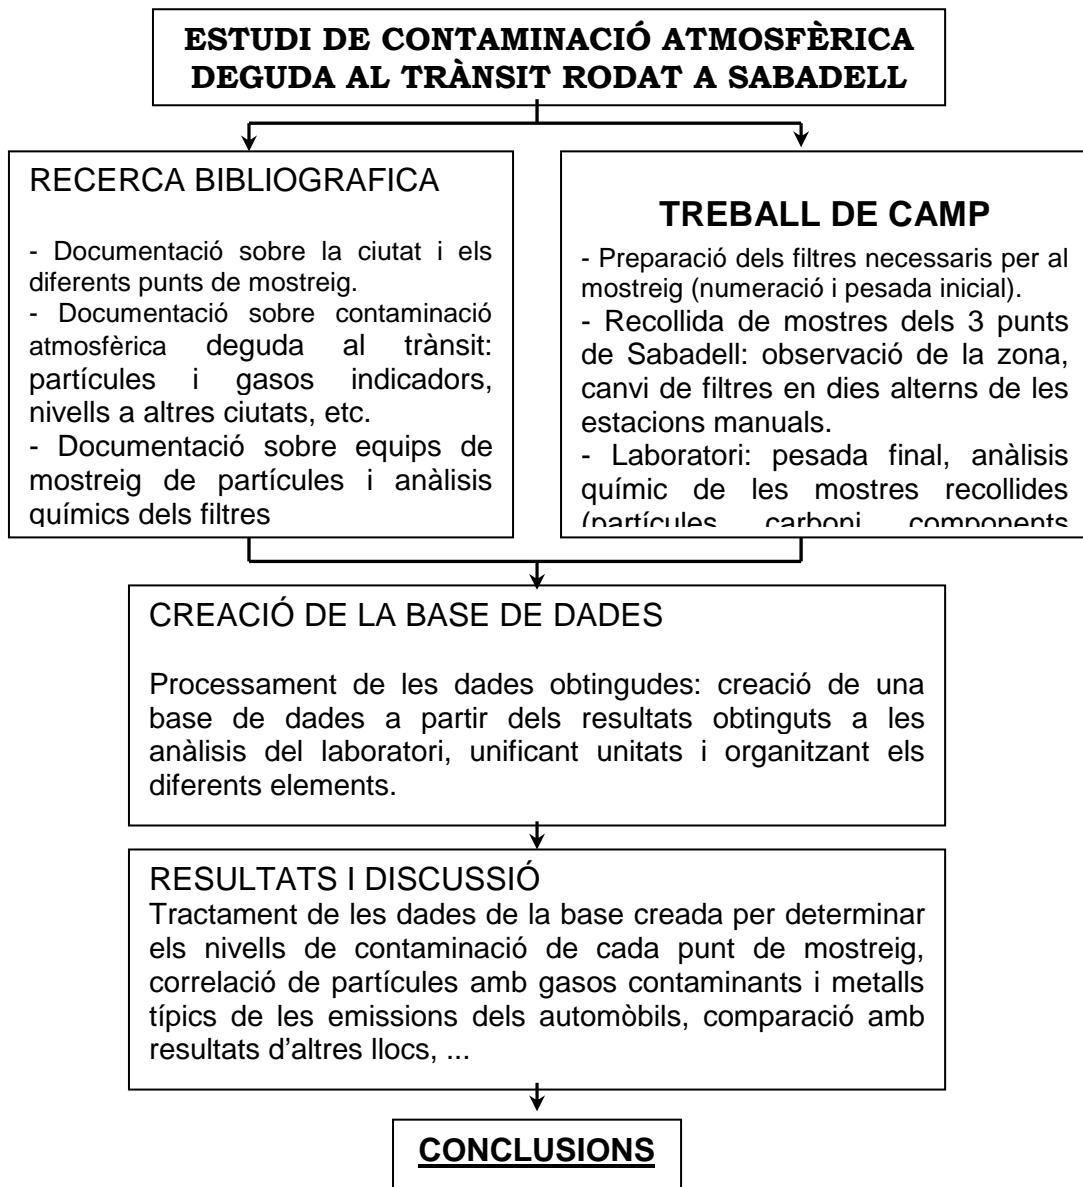 ESTUDI DE CONTAMINACIÓ ATMOSFÈRICA
DEGUDA AL TRÀNSIT RODAT A SABADELL
RECERCA BIBLIOGRAFICA
- Documentació sobre la ciutat i els
diferents punts de mostreig.
- Documentació sobre contaminació
atmosfèrica deguda al trànsit:
partícules i gasos indicadors,
nivells a altres ciutats, etc.
- Documentació sobre equips de
mostreig de partícules i anàlisis
químics dels filtres
TREBALL DE CAMP
- Preparació dels filtres necessaris per al
mostreig (numeració i pesada inicial).
- Recollida de mostres dels 3 punts
de Sabadell: observació de la zona,
canvi de filtres en dies alterns de les
estacions manuals.
- Laboratori: pesada final, anàlisis
químic de les mostres recollides
(partícules carboni components
CREACIÓ DE LA BASE DE DADES
Processament de les dades obtingudes: creació de una
base de dades a partir dels resultats obtinguts a les
anàlisis del laboratori, unificant unitats i organitzant els
diferents elements.
RESULTATS I DISCUSSIÓ
Tractament de les dades de la base creada per determinar
els nivells de contaminació de cada punt de mostreig,
correlació de partícules amb gasos contaminants i metalls
típics de les emissions dels automòbils, comparació amb
resultats d'altres llocs, ...
CONCLUSIONS